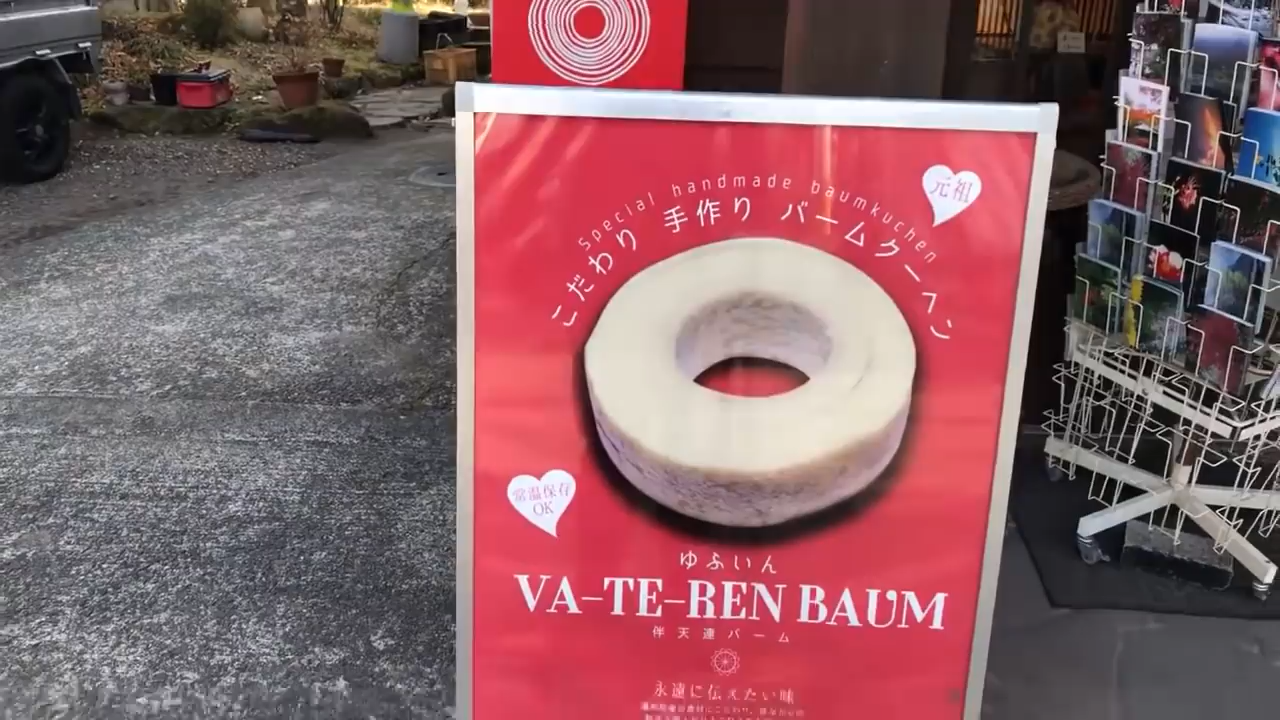 special handmade baumkuchen
こだわり 手作り バームクーヘン
元祖
常温保存
OK
ゆふいん
VA-TE-REN BAUM
伴天連バーム
永遠に伝えたい味